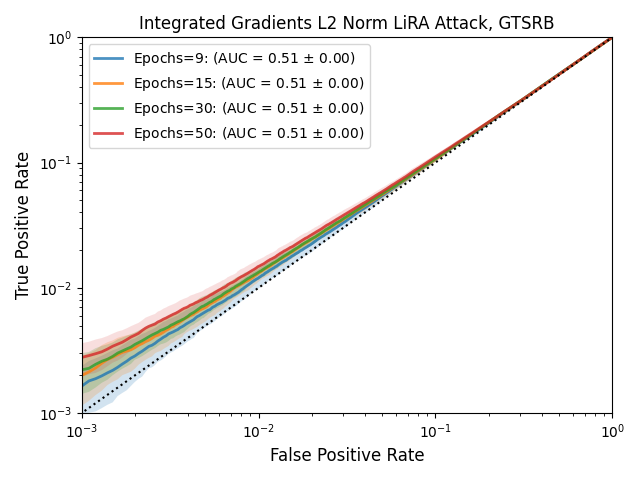 Integrated Gradients L2 Norm LiRA Attack, GTSRB
Epochs=9: (AUC = 0.51 ± 0.00)
Epochs=15: (AUC = 0.51 ± 0.00)
Epochs=30: (AUC = 0.51 ± 0.00)
Epochs=50: (AUC = 0.51 ± 0.00)
True Positive Rate
10⁰
10⁻¹
10⁻²
10⁻³
10⁻³ 10⁻² 10⁻¹ 10⁰
False Positive Rate